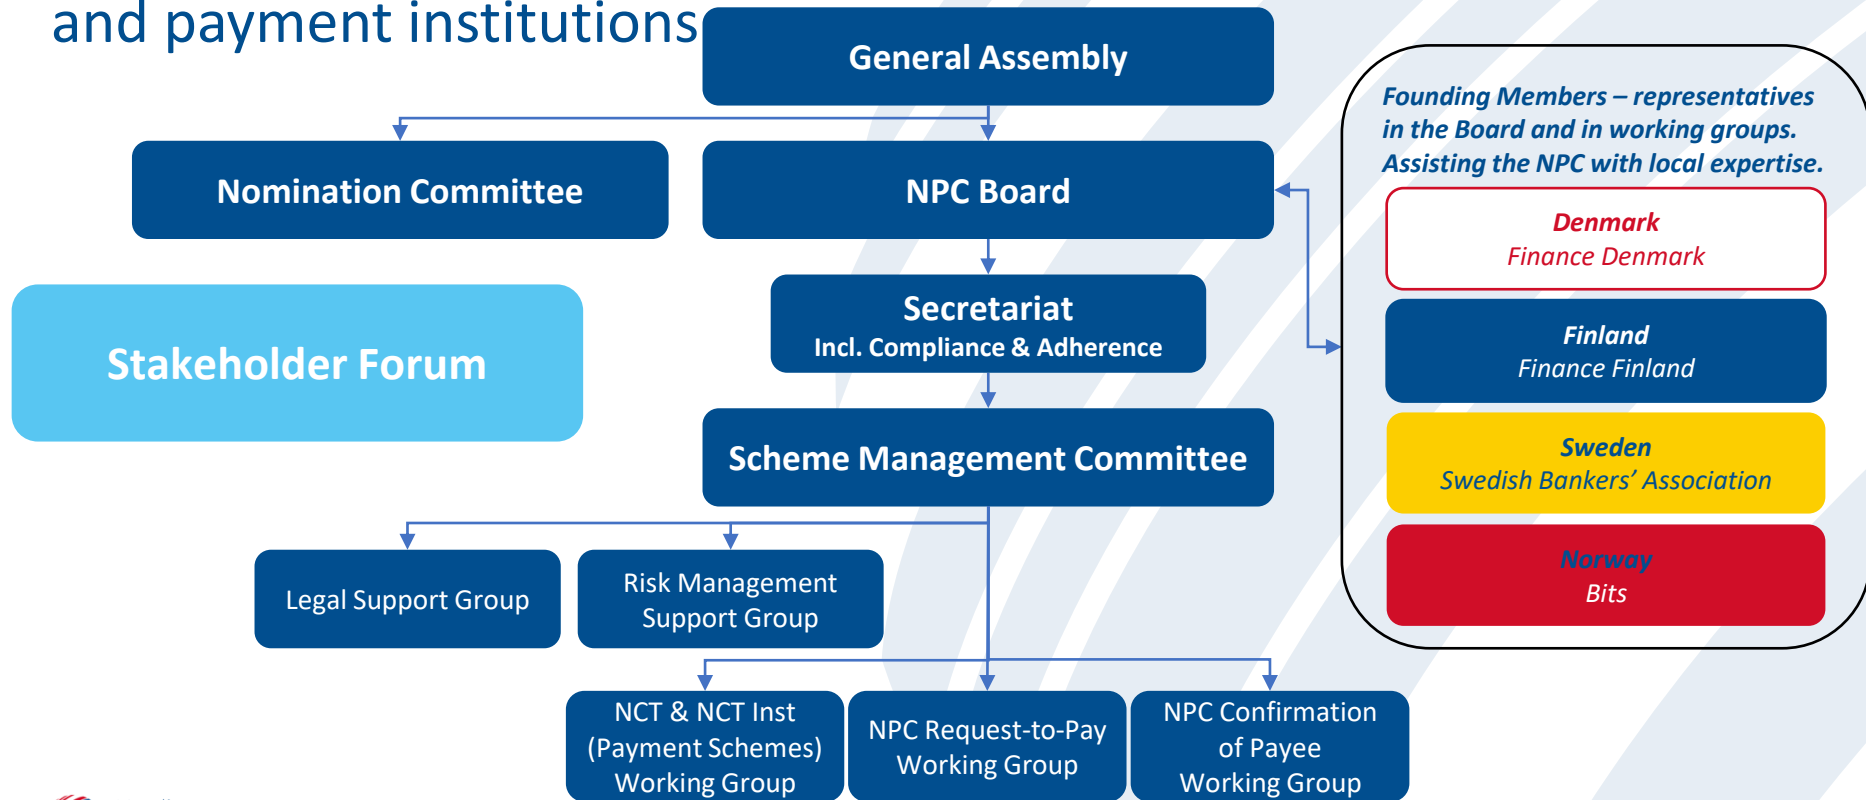 and payment institutions
General Assembly
Founding Members – representatives
in the Board and in working groups.
Assisting the NPC with local expertise.
Nomination Committee
NPC Board
Denmark
Finance Denmark
Stakeholder Forum
Secretariat
Incl. Compliance & Adherence
Finland
Finance Finland
Scheme Management Committee
Sweden
Swedish Bankers’ Association
Norway
Bits
Legal Support Group
Risk Management
Support Group
NCT & NCT Inst
(Payment Schemes)
Working Group
NPC Request-to-Pay
Working Group
NPC Confirmation
of Payee
Working Group